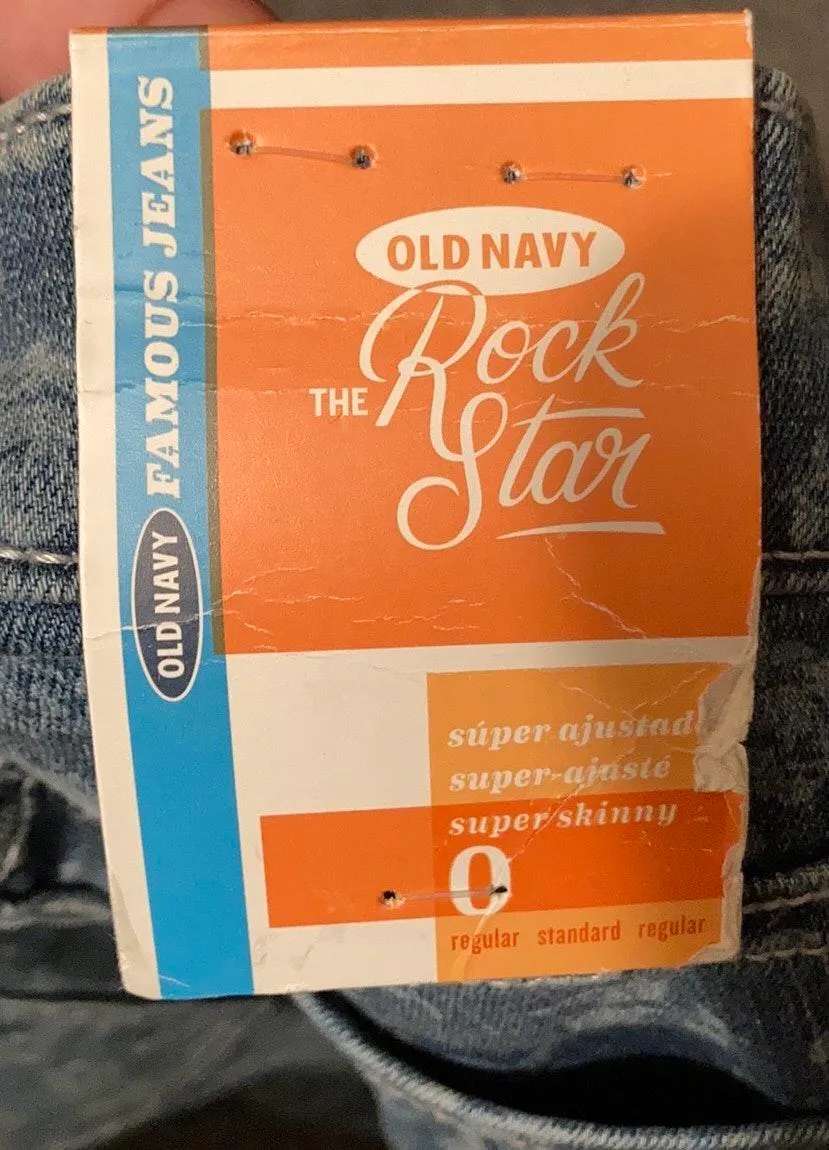 OLD NAVY FAMOUS JEANS
OLD NAVY
THE Rock
Star
súper ajustad
super-ajusté
super skinny
0
regular standard regular